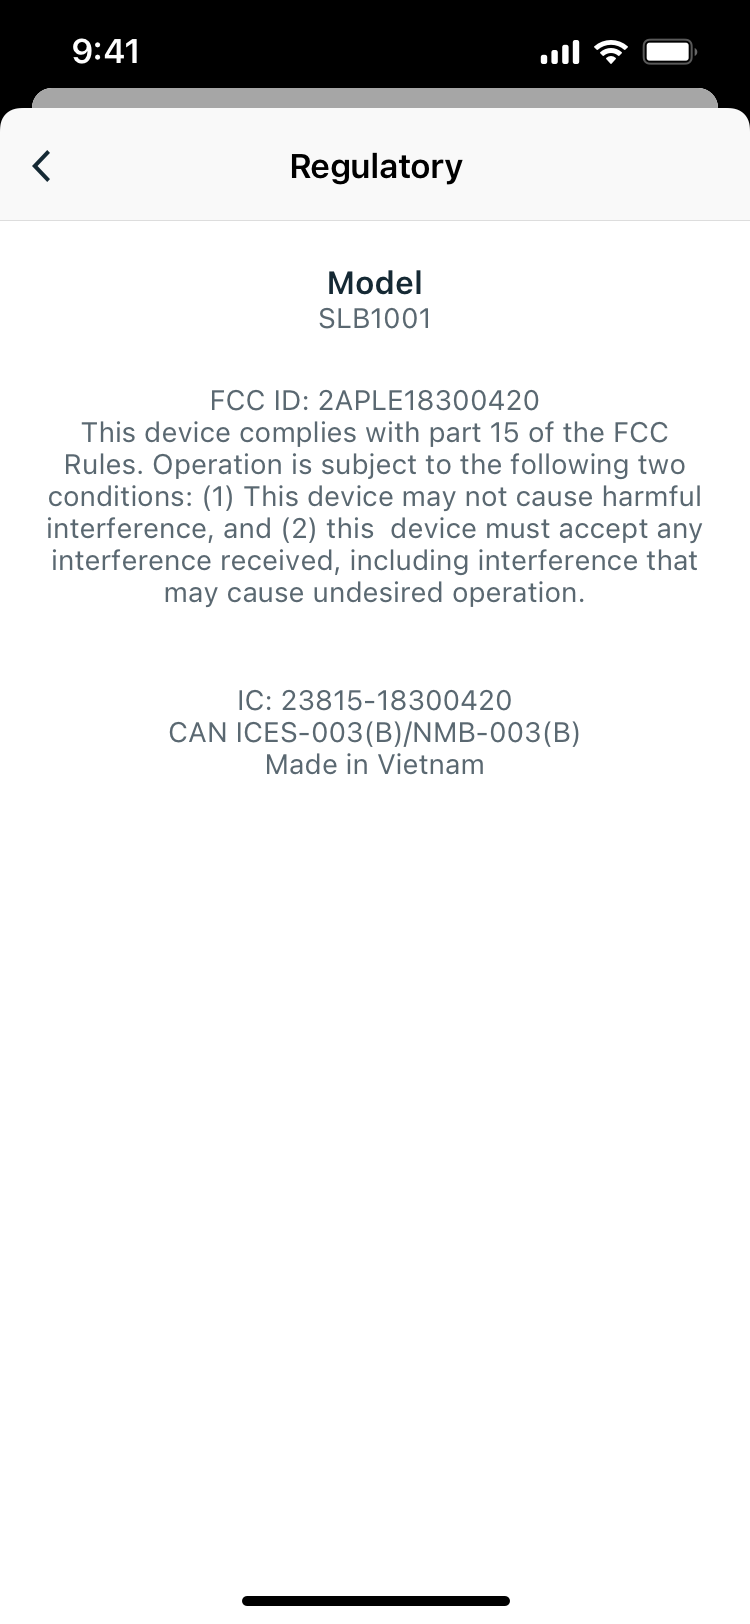 9:41
Regulatory
Model
SLB1001
FCC ID: 2APLE18300420
This device complies with part 15 of the FCC
Rules. Operation is subject to the following two
conditions: (1) This device may not cause harmful
interference, and (2) this  device must accept any
interference received, including interference that
may cause undesired operation.
IC: 23815-18300420
CAN ICES-003(B)/NMB-003(B)
Made in Vietnam